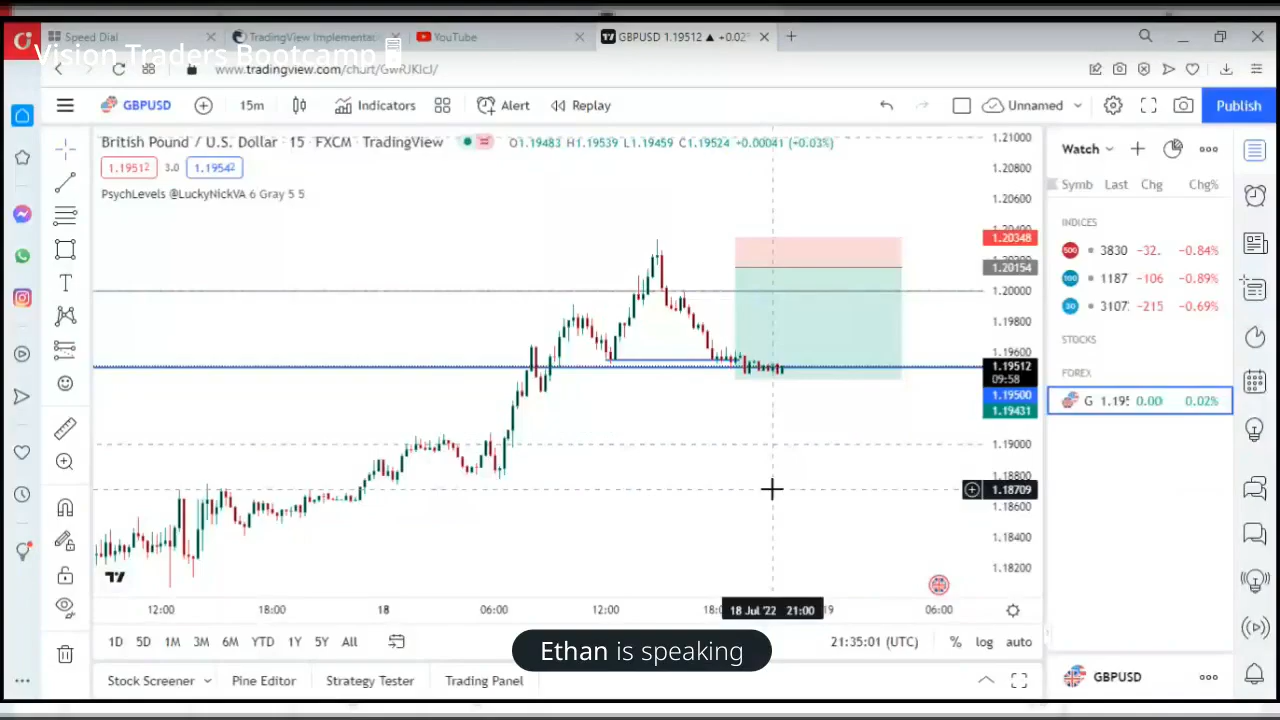 Speed Dial
TradingView Implementa
YouTube
GBPUSD 1.19512 ▲ +0.02
Vision Traders Bootcamp
www.tradingview.com/chart/GwRJKIcJ/
GBPUSD
15m
Indicators
Alert
Replay
Unnamed
Publish
British Pound / U.S. Dollar · 15 · FXCM · TradingView
O1.19483 H1.19539 L1.19459 C1.19524 +0.00041 (+0.03%)
1.19512
3.0
1.19542
PsychLevels @LuckyNickVA 6 Gray 5 5
1.21000
1.20800
1.20600
1.20348
1.20154
1.20000
1.19800
1.19600
1.19512
09:58
1.19500
1.19431
1.19000
1.18800
1.18709
1.18600
1.18400
1.18200
Watch
Symb Last Chg Chg%
INDICES
500 3830 -32. -0.84%
100 1187 -106 -0.89%
30 3107 -215 -0.69%
STOCKS
FOREX
G 1.195 0.00 0.02%
12:00
18:00
18
06:00
12:00
18:0
18 Jul '22 21:00
19
06:00
1D 5D 1M 3M 6M YTD 1Y 5Y All
21:35:01 (UTC)
% log auto
Ethan is speaking
Stock Screener
Pine Editor
Strategy Tester
Trading Panel
GBPUSD